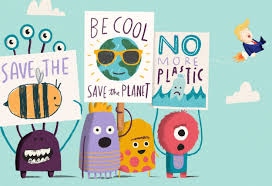 SAVE THE
BE COOL
SAVE the PLANET
NO
MORE
PLASTIC